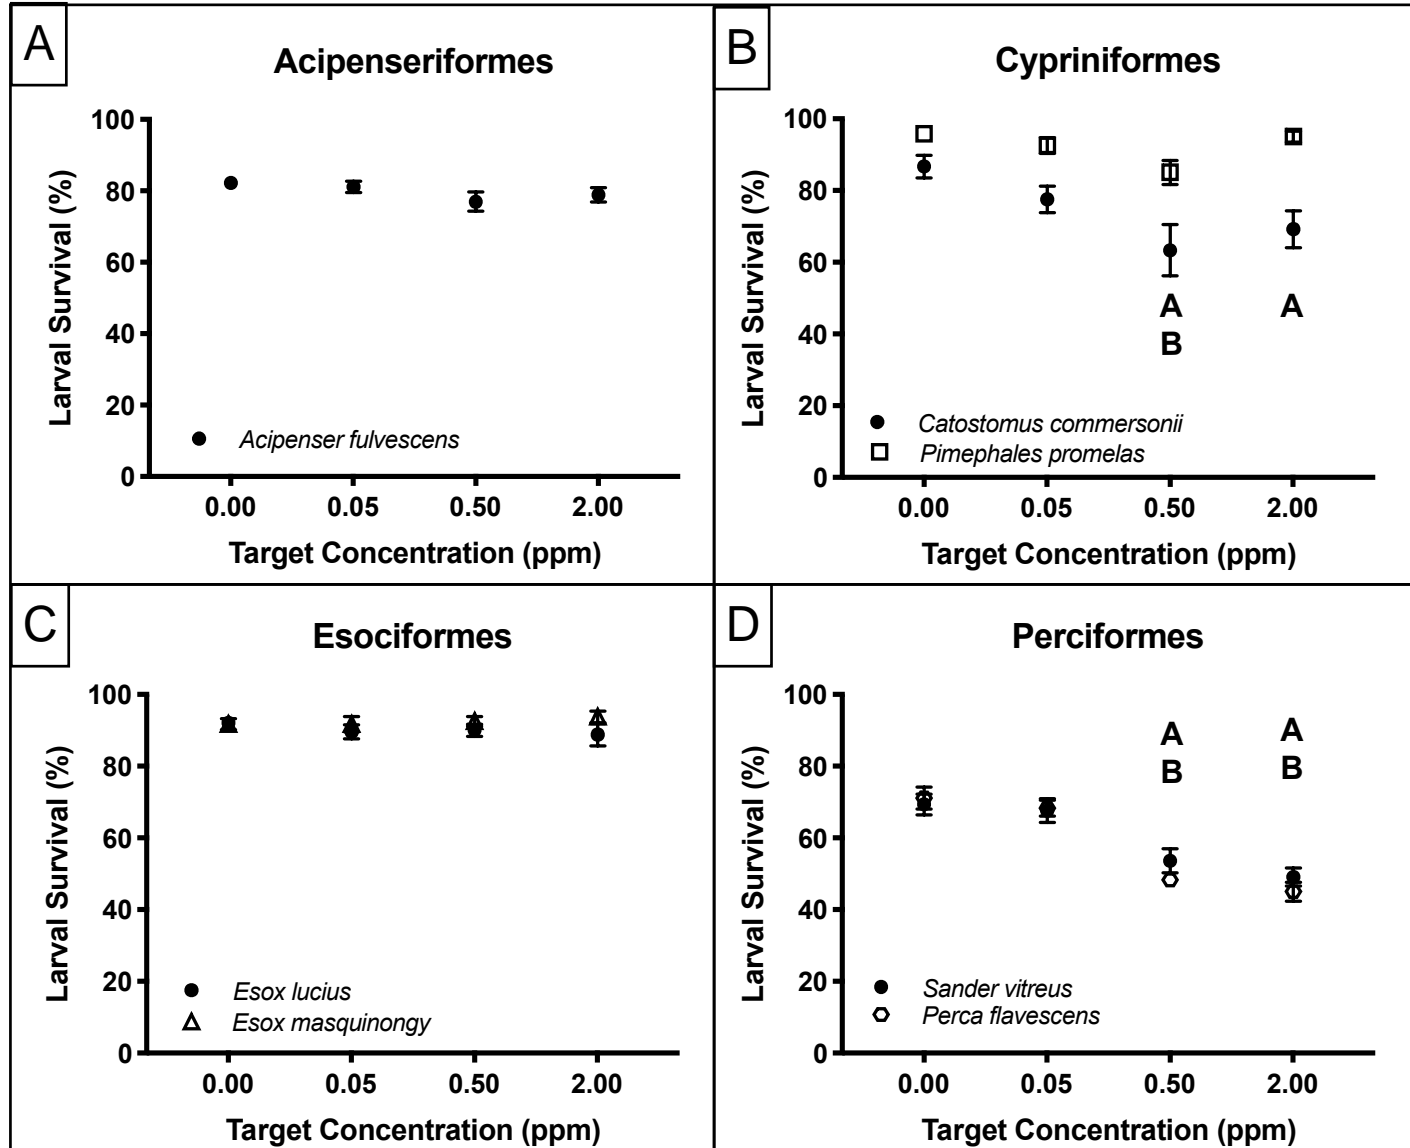 A
Acipenseriformes
100
80
60
40
20
0
Larval Survival (%)
Acipenser fulvescens
0.00 0.05 0.50 2.00
Target Concentration (ppm)
B
Cypriniformes
100
80
60
40
20
0
Larval Survival (%)
A A
B
Catostomus commersonii
Pimephales promelas
0.00 0.05 0.50 2.00
Target Concentration (ppm)
C
Esociformes
100
80
60
40
20
0
Larval Survival (%)
Esox lucius
Esox masquinongy
0.00 0.05 0.50 2.00
Target Concentration (ppm)
D
Perciformes
100
80
60
40
20
0
Larval Survival (%)
A A
B B
Sander vitreus
Perca flavescens
0.00 0.05 0.50 2.00
Target Concentration (ppm)